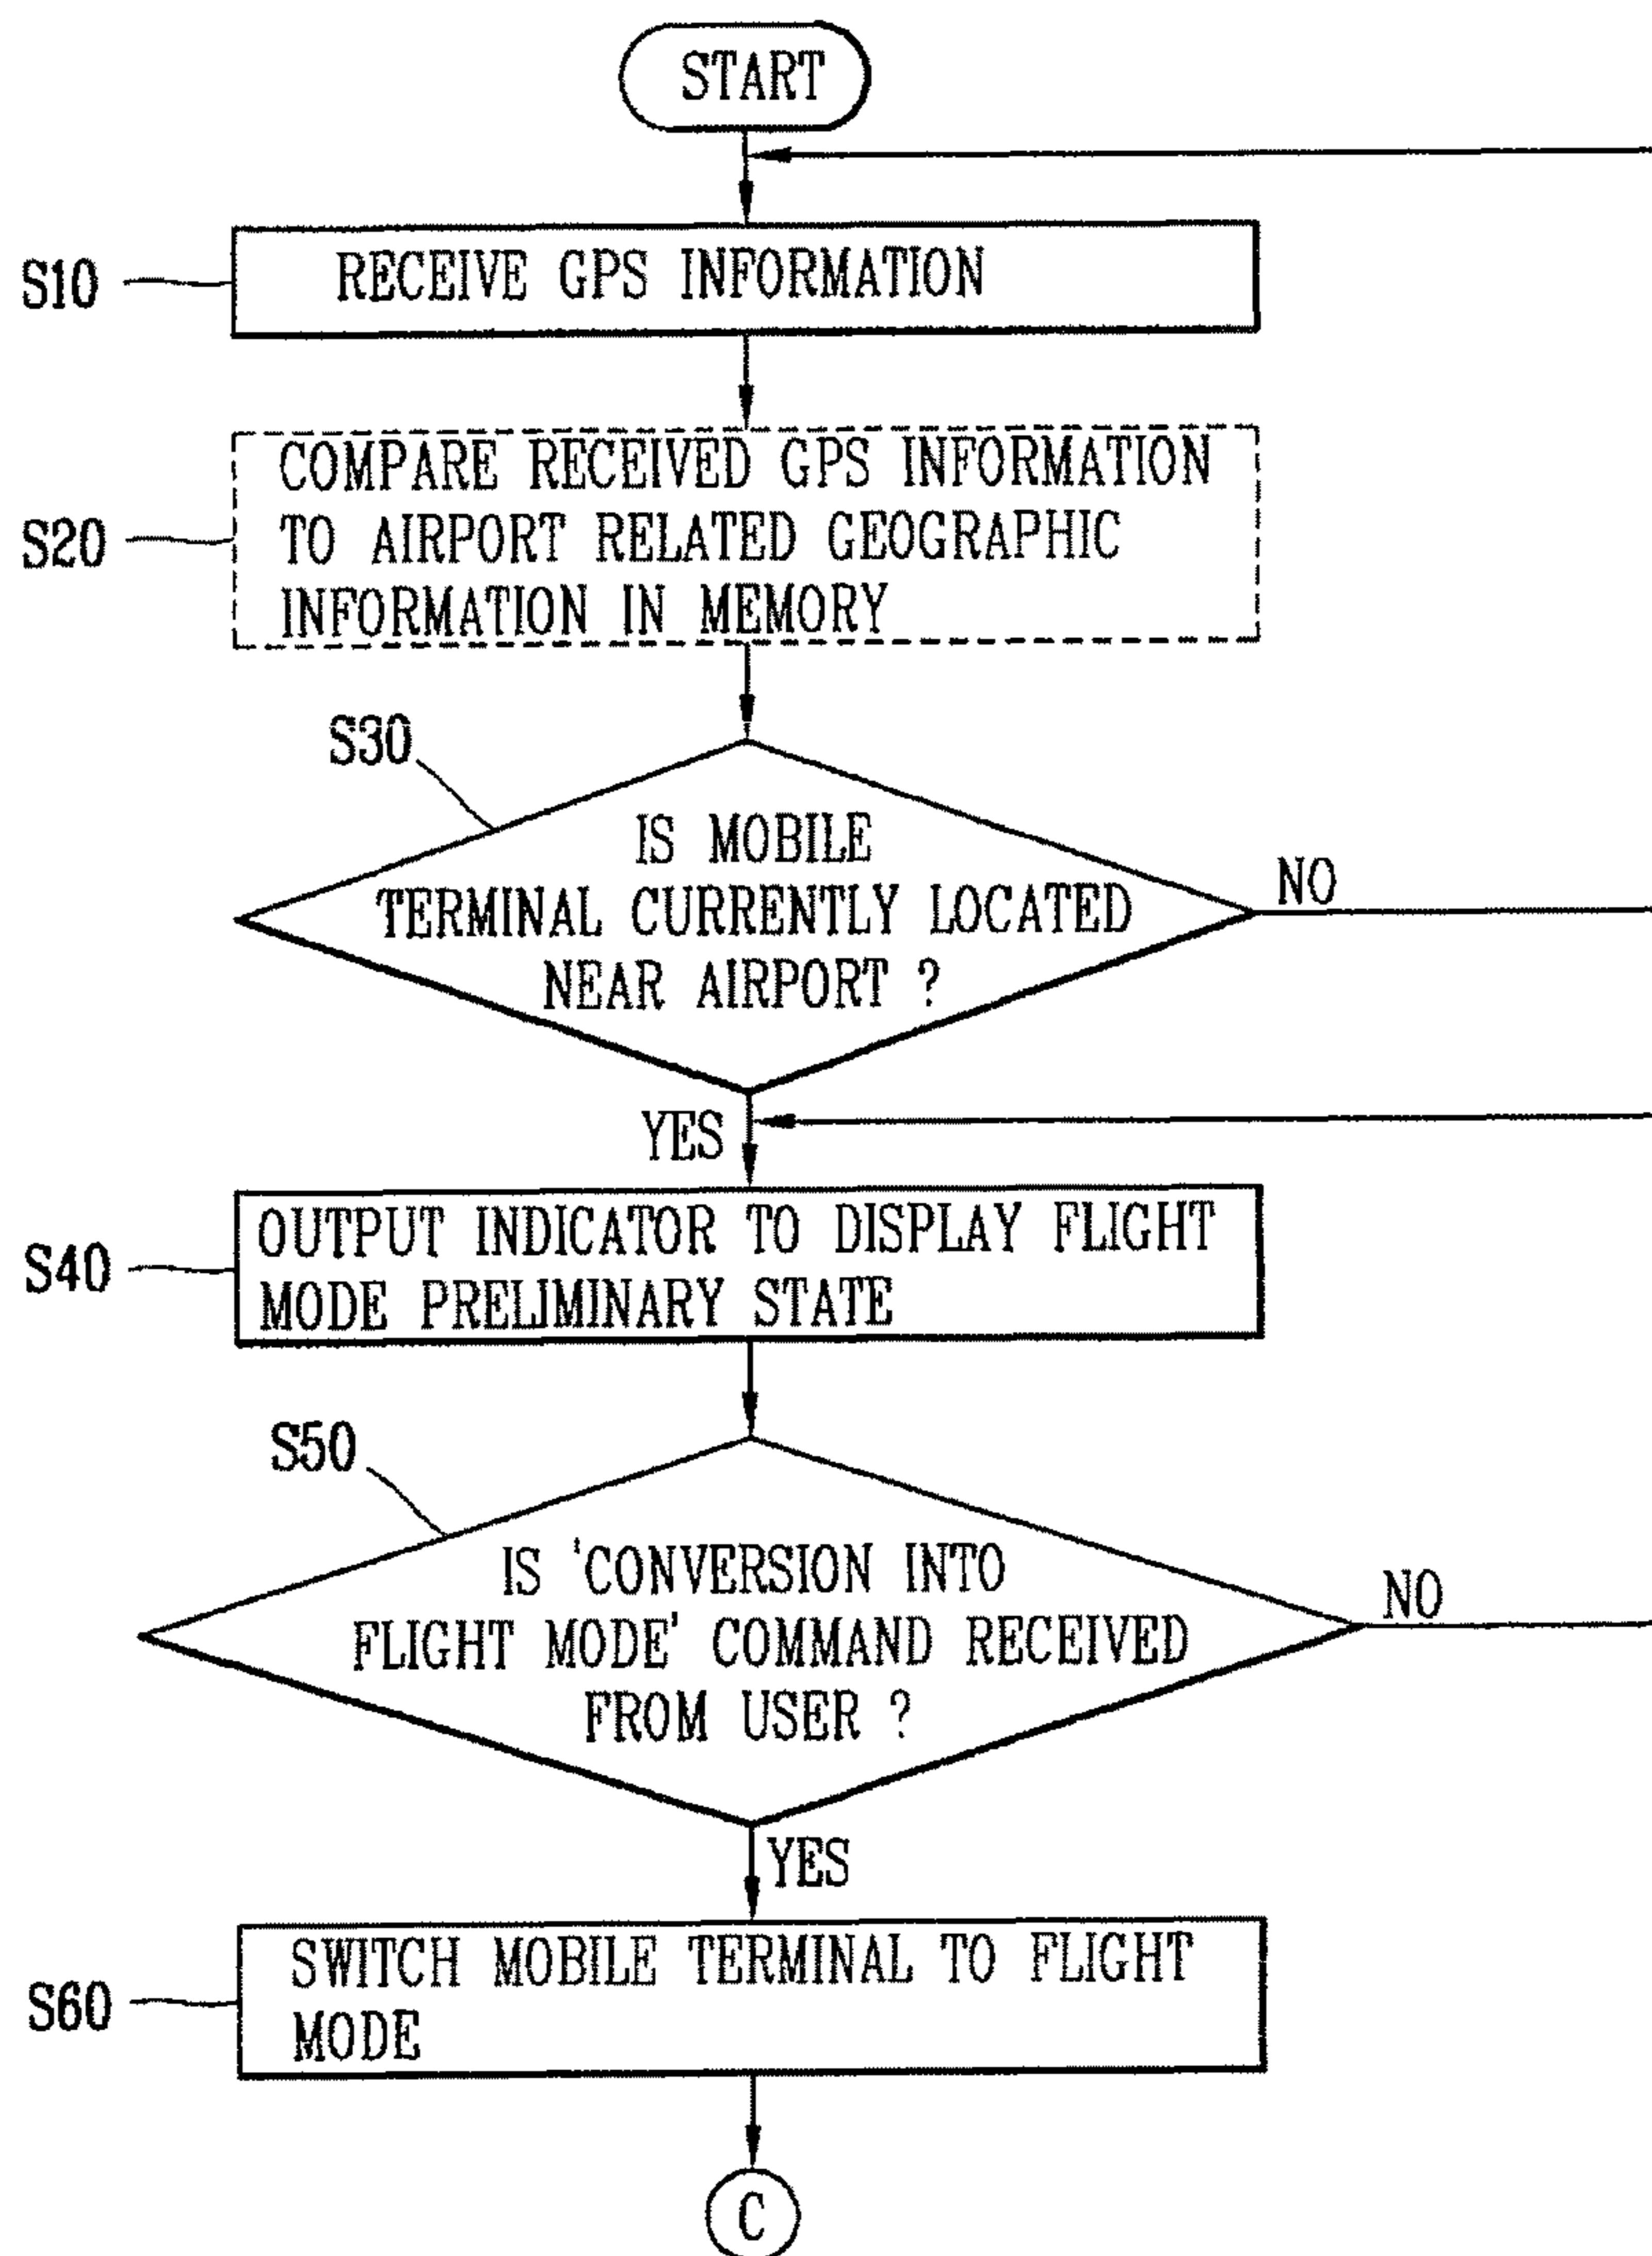 START
S10
RECEIVE GPS INFORMATION
S20
COMPARE RECEIVED GPS INFORMATION
TO AIRPORT RELATED GEOGRAPHIC
INFORMATION IN MEMORY
S30
IS MOBILE
TERMINAL CURRENTLY LOCATED
NEAR AIRPORT ?
NO
YES
S40
OUTPUT INDICATOR TO DISPLAY FLIGHT
MODE PRELIMINARY STATE
S50
IS 'CONVERSION INTO
FLIGHT MODE' COMMAND RECEIVED
FROM USER ?
NO
YES
S60
SWITCH MOBILE TERMINAL TO FLIGHT
MODE
C